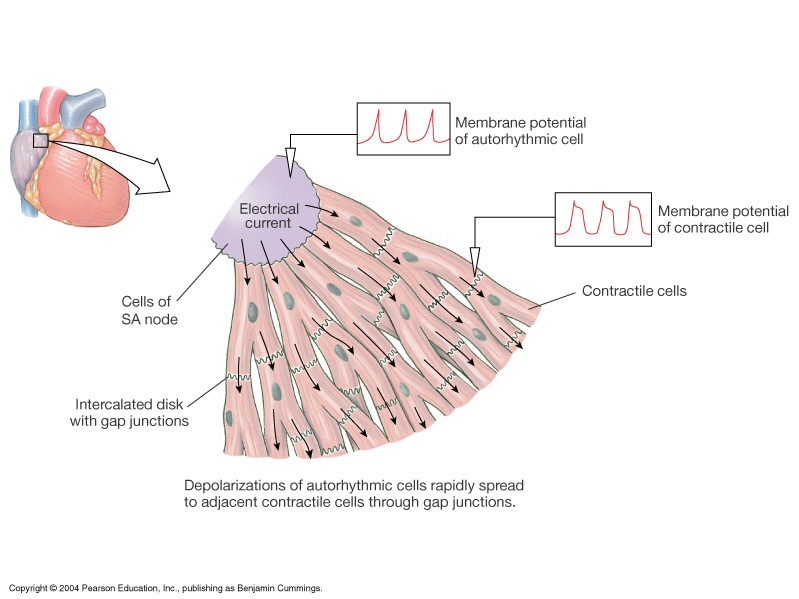 Membrane potential
of autorhythmic cell
Membrane potential
of contractile cell
Electrical
current
Contractile cells
Cells of
SA node
Intercalated disk
with gap junctions
Depolarizations of autorhythmic cells rapidly spread
to adjacent contractile cells through gap junctions.
Copyright © 2004 Pearson Education, Inc., publishing as Benjamin Cummings.